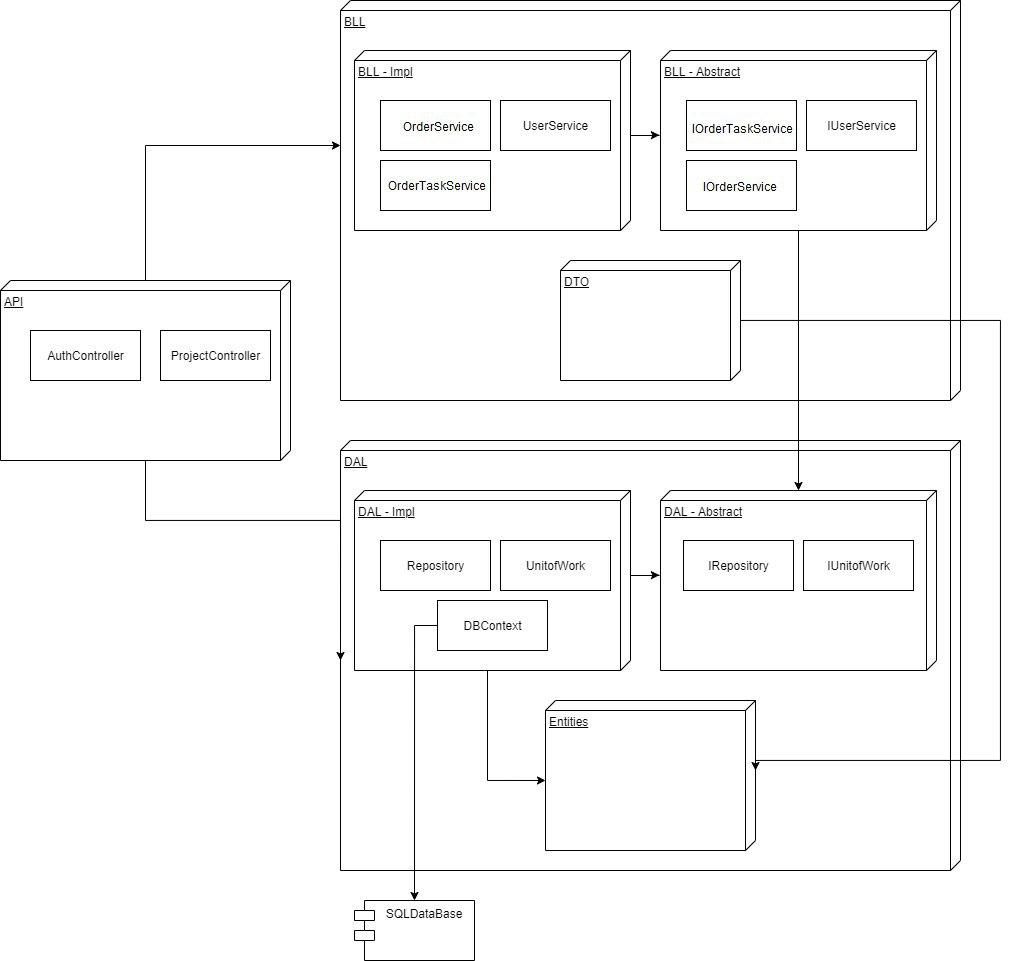 BLL
BLL - Impl
BLL - Abstract
OrderService
UserService
IOrderTaskService
IUserService
OrderTaskService
IOrderService
DTO
API
AuthController
ProjectController
DAL
DAL - Impl
DAL - Abstract
Repository
UnitofWork
IRepository
IUnitofWork
DBContext
Entities
SQLDataBase